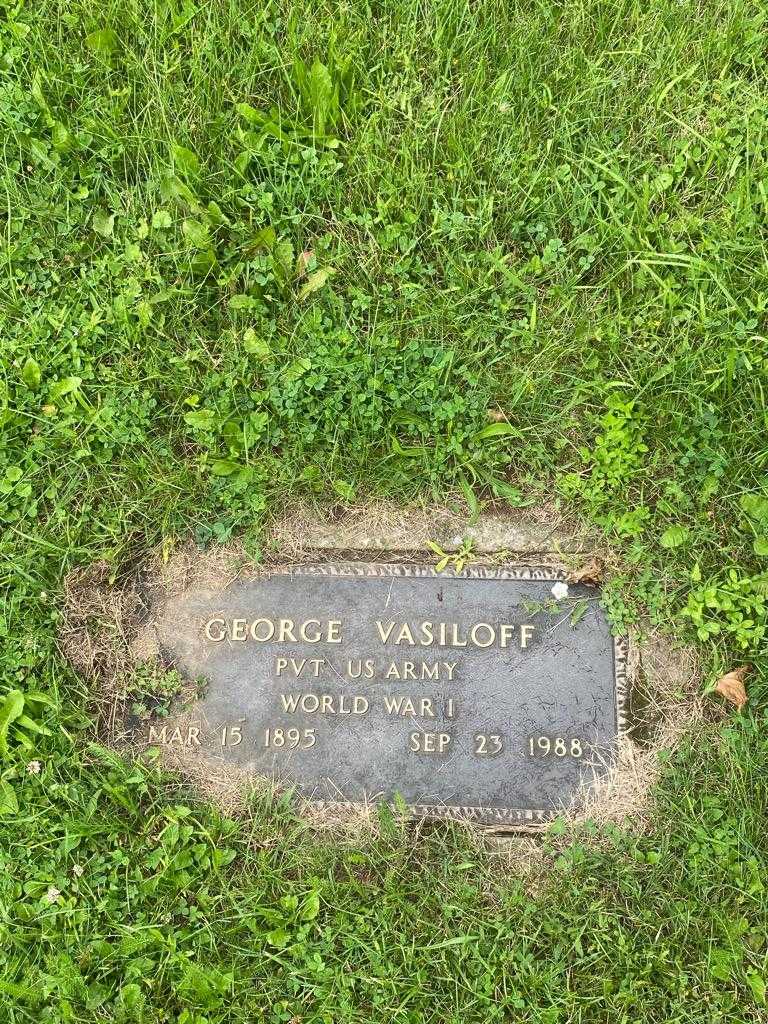 GEORGE VASILOFF
PVT US ARMY
WORLD WAR I
MAR 15 1895 SEP 23 1988